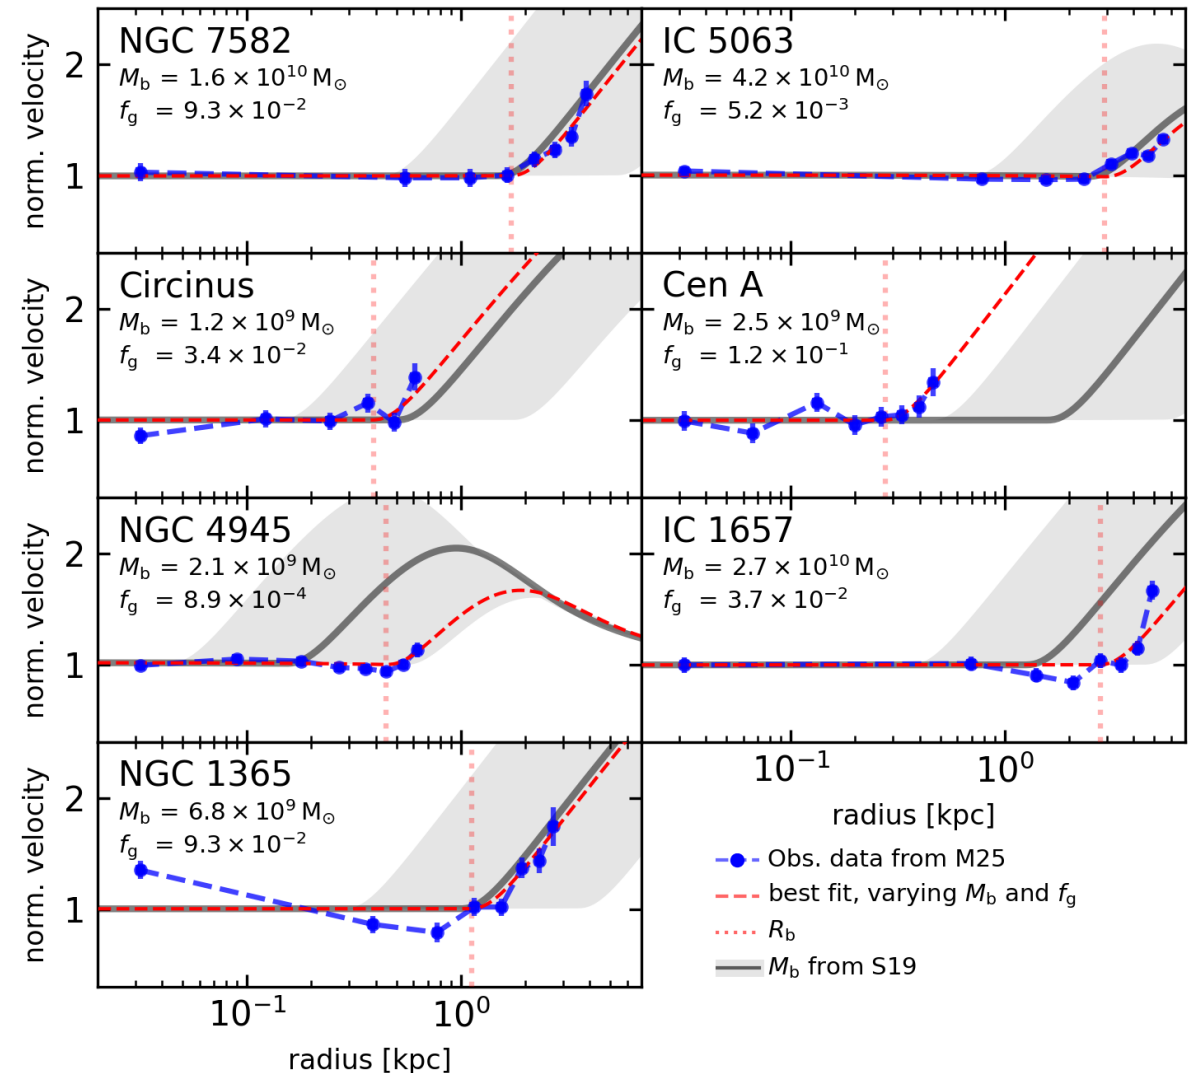 NGC 7582
M_b = 1.6 × 10^10 M_⊙
f_g = 9.3 × 10^−2
norm. velocity
2
1
IC 5063
M_b = 4.2 × 10^10 M_⊙
f_g = 5.2 × 10^−3
Circinus
M_b = 1.2 × 10^9 M_⊙
f_g = 3.4 × 10^−2
norm. velocity
2
1
Cen A
M_b = 2.5 × 10^9 M_⊙
f_g = 1.2 × 10^−1
NGC 4945
M_b = 2.1 × 10^9 M_⊙
f_g = 8.9 × 10^−4
norm. velocity
2
1
IC 1657
M_b = 2.7 × 10^10 M_⊙
f_g = 3.7 × 10^−2
10^−1 10^0
radius [kpc]
NGC 1365
M_b = 6.8 × 10^9 M_⊙
f_g = 9.3 × 10^−2
norm. velocity
2
1
10^−1 10^0
radius [kpc]
Obs. data from M25
best fit, varying M_b and f_g
R_b
M_b from S19